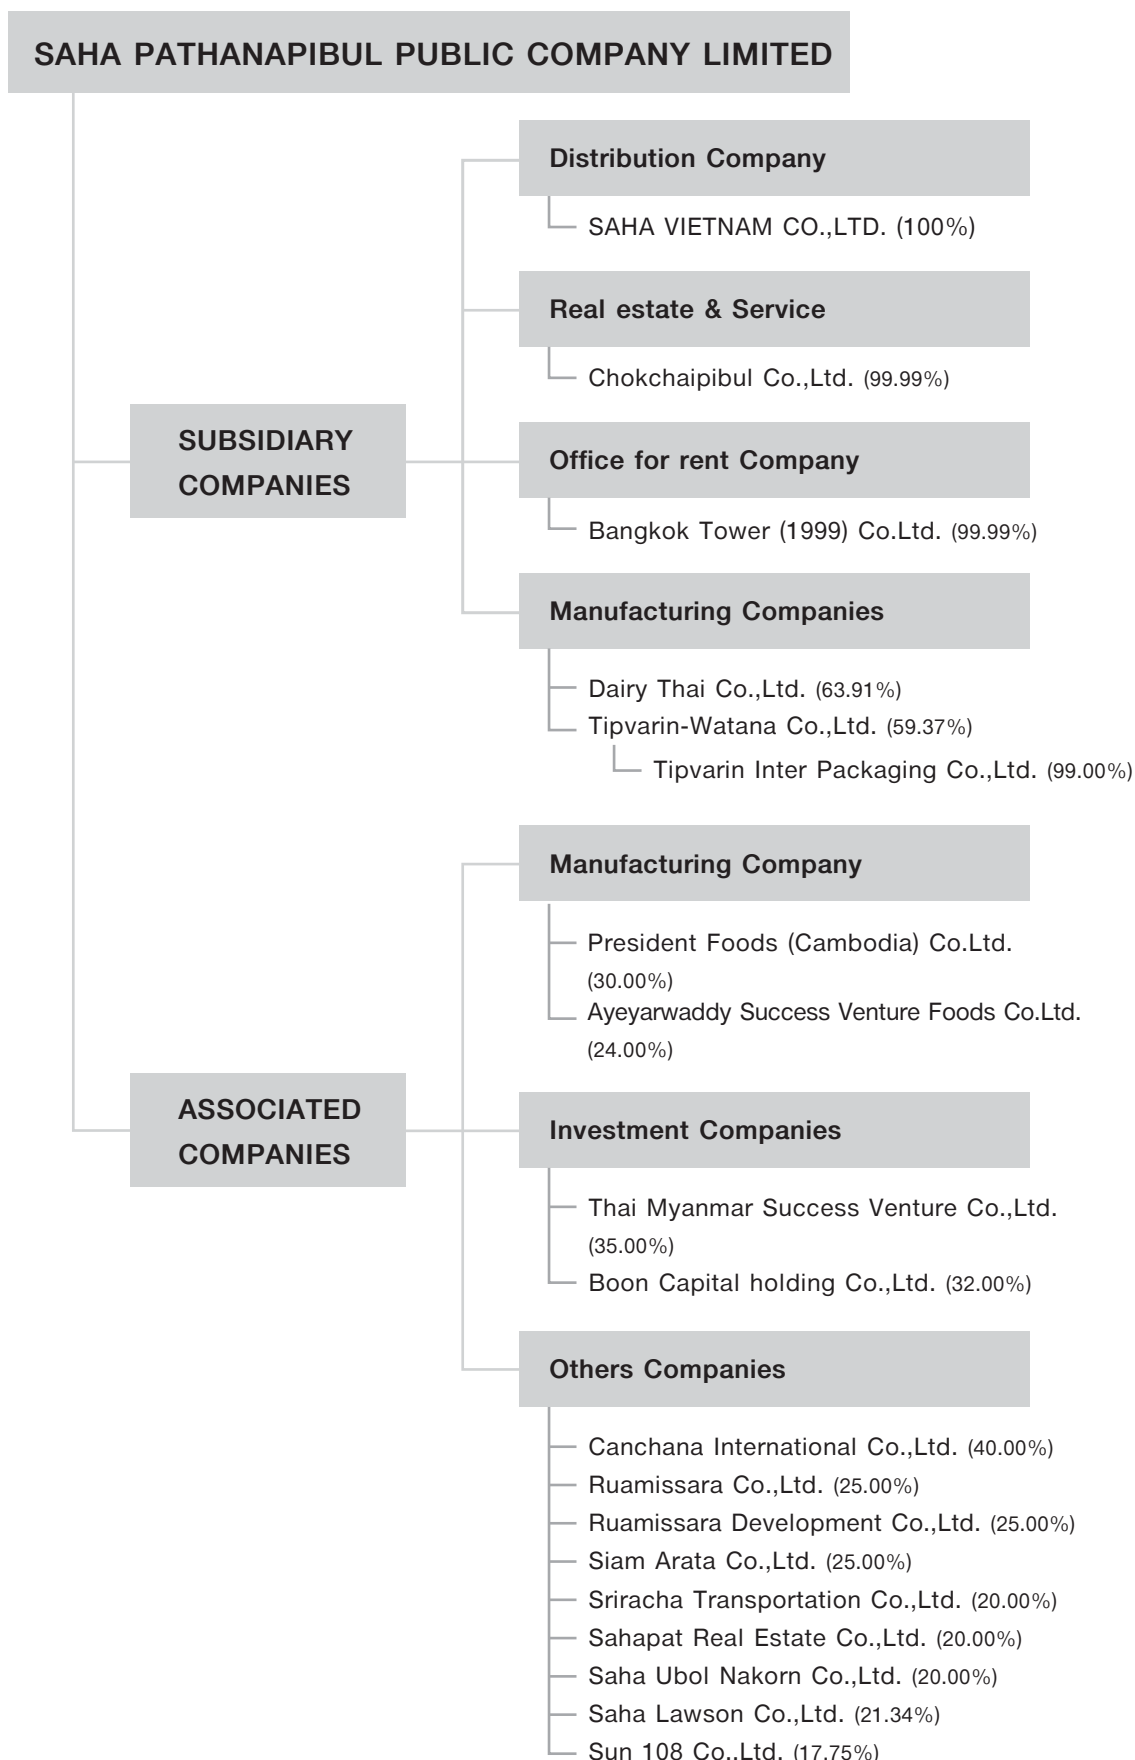 SAHA PATHANAPIBUL PUBLIC COMPANY LIMITED
SUBSIDIARY
COMPANIES
Distribution Company
SAHA VIETNAM CO.,LTD. (100%)
Real estate & Service
Chokchaipibul Co.,Ltd. (99.99%)
Office for rent Company
Bangkok Tower (1999) Co.Ltd. (99.99%)
Manufacturing Companies
Dairy Thai Co.,Ltd. (63.91%)
Tipvarin-Watana Co.,Ltd. (59.37%)
Tipvarin Inter Packaging Co.,Ltd. (99.00%)
ASSOCIATED
COMPANIES
Manufacturing Company
President Foods (Cambodia) Co.Ltd.
(30.00%)
Ayeyarwaddy Success Venture Foods Co.Ltd.
(24.00%)
Investment Companies
Thai Myanmar Success Venture Co.,Ltd.
(35.00%)
Boon Capital holding Co.,Ltd. (32.00%)
Others Companies
Canchana International Co.,Ltd. (40.00%)
Ruamissara Co.,Ltd. (25.00%)
Ruamissara Development Co.,Ltd. (25.00%)
Siam Arata Co.,Ltd. (25.00%)
Sriracha Transportation Co.,Ltd. (20.00%)
Sahapat Real Estate Co.,Ltd. (20.00%)
Saha Ubol Nakorn Co.,Ltd. (20.00%)
Saha Lawson Co.,Ltd. (21.34%)
Sun 108 Co.,Ltd. (17.75%)